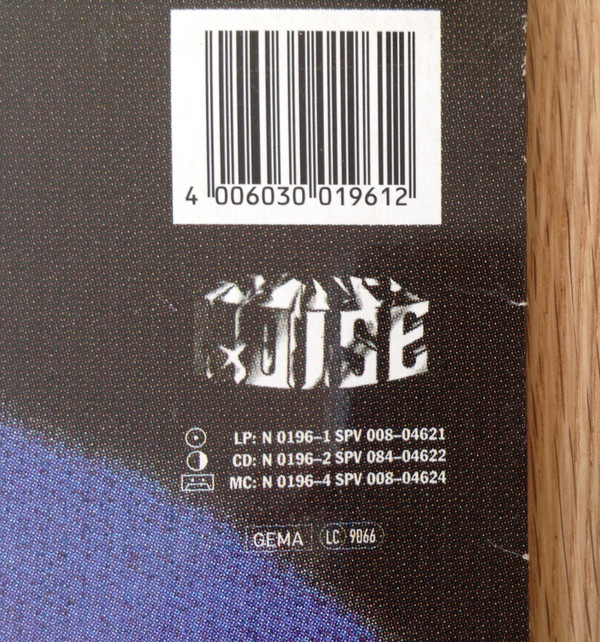 4 006030 019612
NOISE
LP: N 0196–1 SPV 008–04621
CD: N 0196–2 SPV 084–04622
MC: N 0196–4 SPV 008–04624
GEMA LC 9066